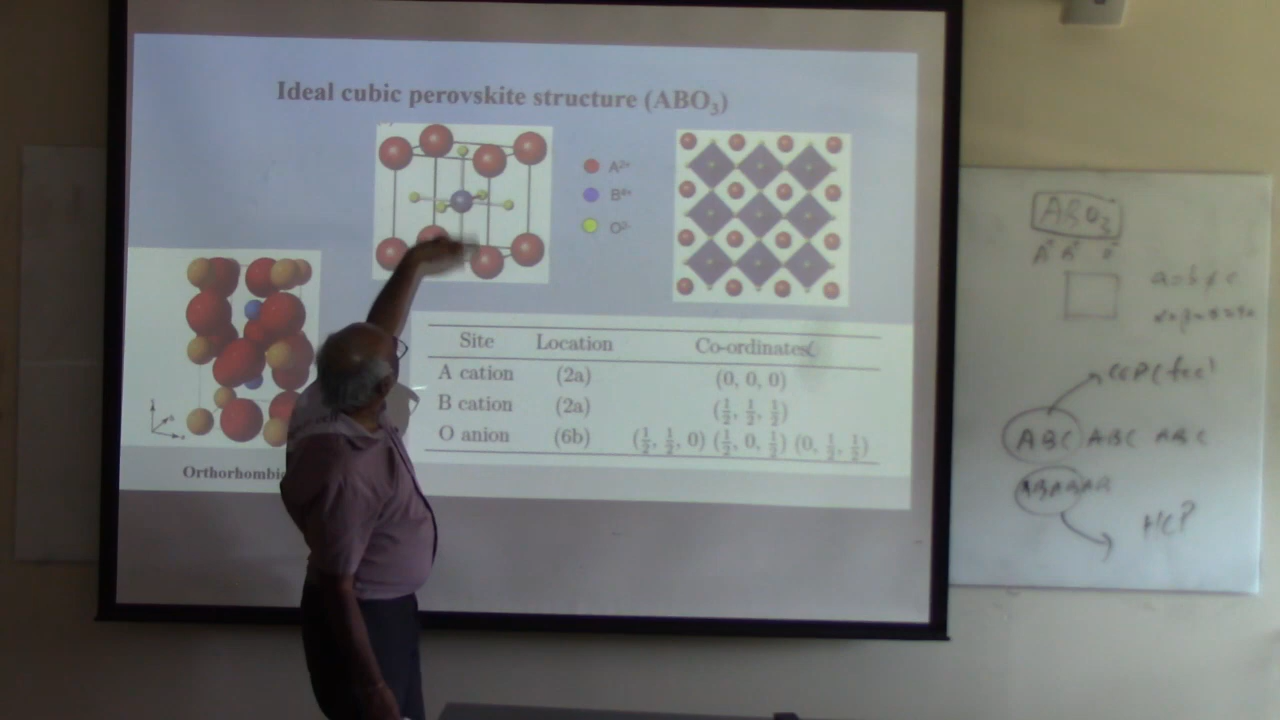 Ideal cubic perovskite structure (ABO₃)
A²⁺
B⁴⁺
O²⁻
Site Location Co-ordinates
A cation (2a) (0, 0, 0)
B cation (2a) (½, ½, ½)
O anion (6b) (½, ½, 0) (½, 0, ½) (0, ½, ½)
ABO₃
a=b≠c
CCP (fcc)
ABC ABC ABC
ABABAB
HCP